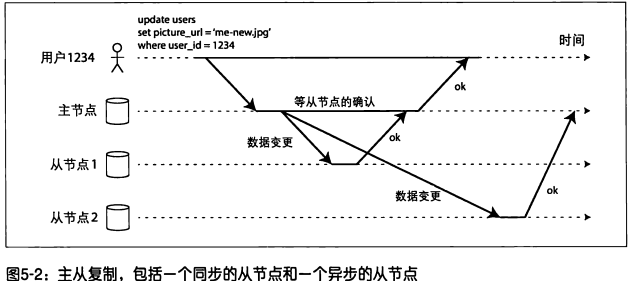 update users
set picture_url = 'me-new.jpg'
where user_id = 1234
时间
用户1234
ok
主节点
等从节点的确认
数据变更
ok
从节点1
数据变更
ok
从节点2
图5-2：主从复制，包括一个同步的从节点和一个异步的从节点